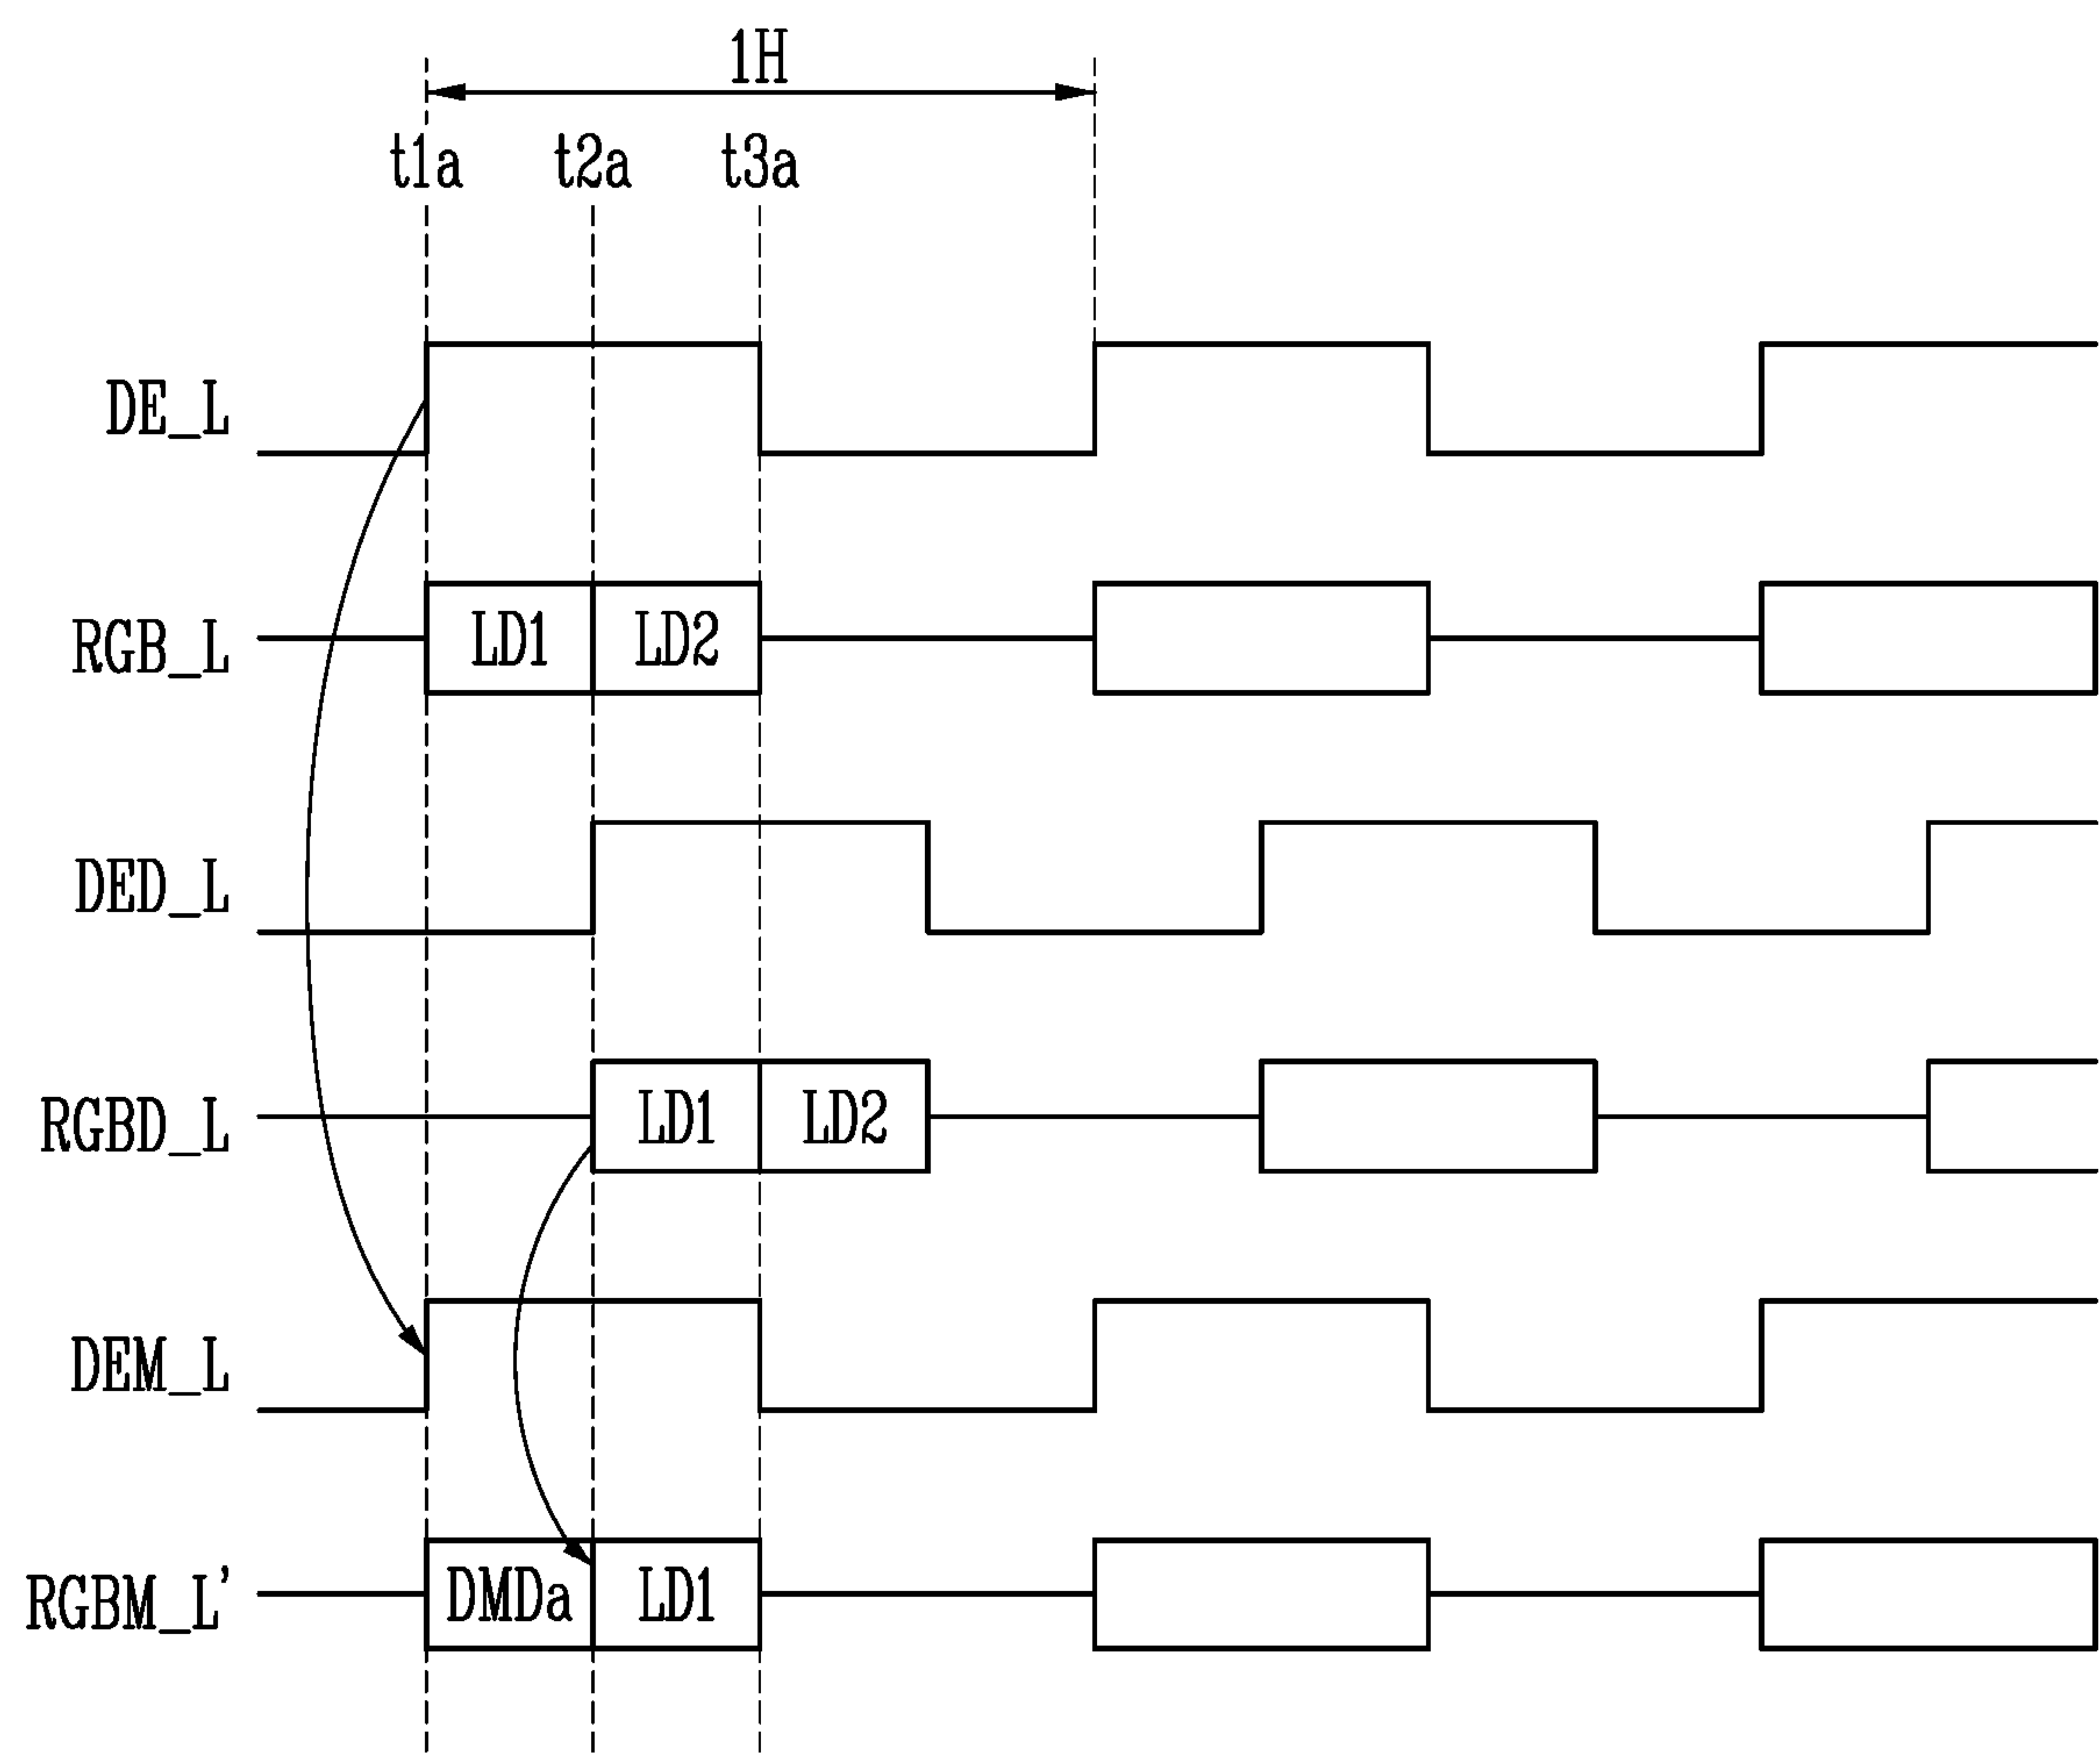 1H
t1a t2a t3a
DE_L
RGB_L LD1 LD2
DED_L
RGBD_L LD1 LD2
DEM_L
RGBM_L' DMDa LD1